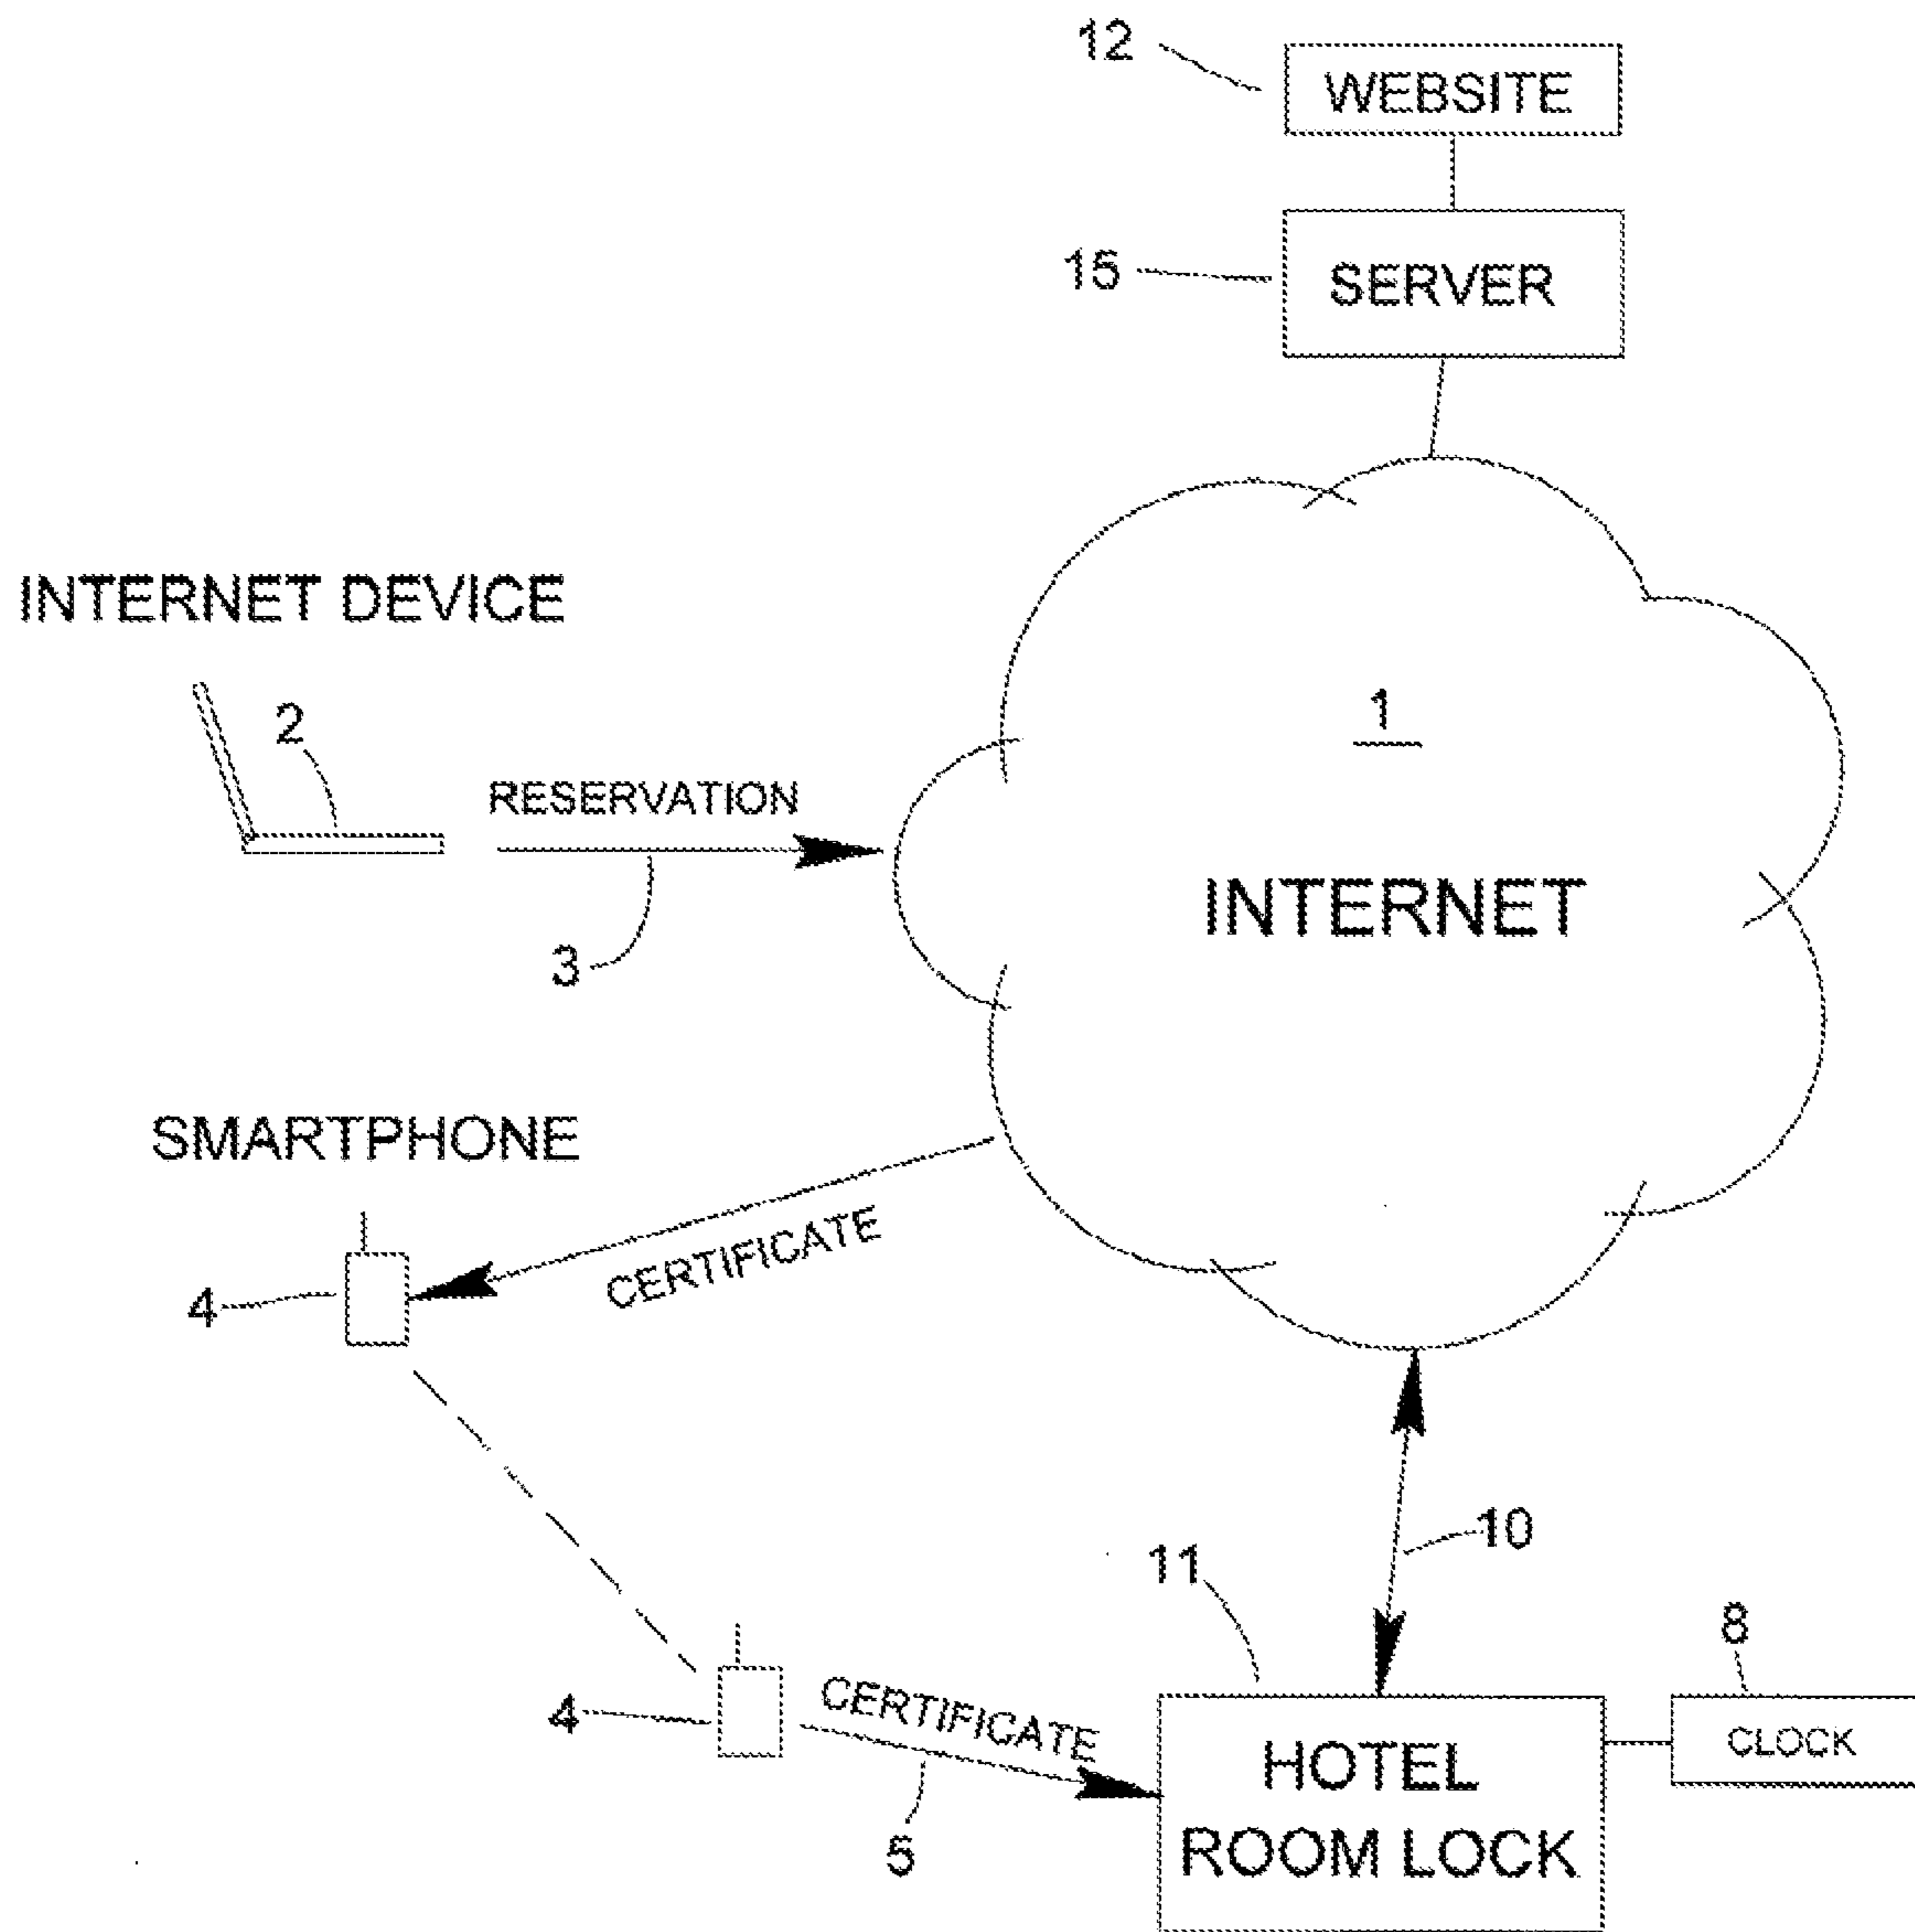 12
WEBSITE
15
SERVER
INTERNET DEVICE
2
RESERVATION
3
1
INTERNET
SMARTPHONE
CERTIFICATE
4
10
11
8
4
CERTIFICATE
5
HOTEL
ROOM LOCK
CLOCK